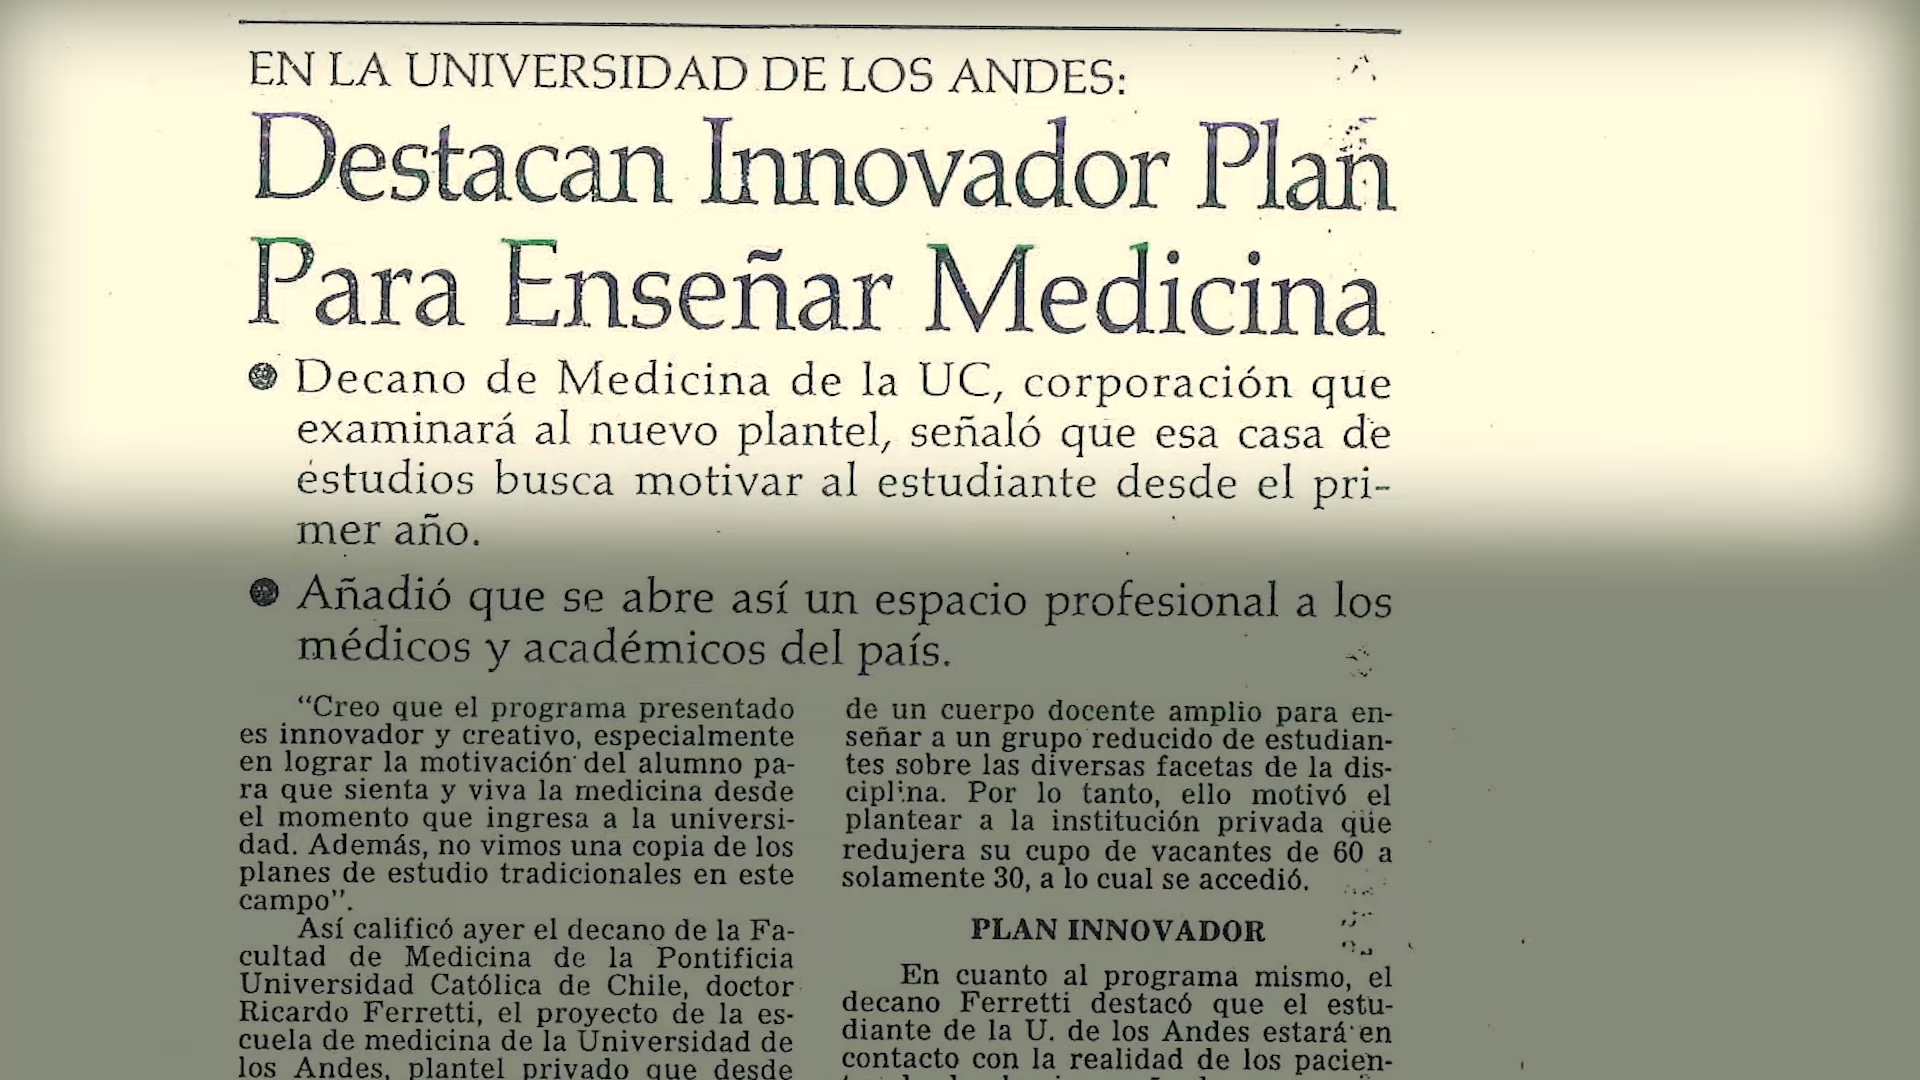 EN LA UNIVERSIDAD DE LOS ANDES:
Destacan Innovador Plan
Para Enseñar Medicina
● Decano de Medicina de la UC, corporación que
examinará al nuevo plantel, señaló que esa casa de
estudios busca motivar al estudiante desde el pri-
mer año.
● Añadió que se abre así un espacio profesional a los
médicos y académicos del país.
"Creo que el programa presentado
es innovador y creativo, especialmente
en lograr la motivación del alumno pa-
ra que sienta y viva la medicina desde
el momento que ingresa a la universi-
dad. Además, no vimos una copia de los
planes de estudio tradicionales en este
campo".
Así calificó ayer el decano de la Fa-
cultad de Medicina de la Pontificia
Universidad Católica de Chile, doctor
Ricardo Ferretti, el proyecto de la es-
cuela de medicina de la Universidad de
los Andes, plantel privado que desde
de un cuerpo docente amplio para en-
señar a un grupo reducido de estudian-
tes sobre las diversas facetas de la dis-
ciplina. Por lo tanto, ello motivó el
plantear a la institución privada que
redujera su cupo de vacantes de 60 a
solamente 30, a lo cual se accedió.
PLAN INNOVADOR
En cuanto al programa mismo, el
decano Ferretti destacó que el estu-
diante de la U. de los Andes estará en
contacto con la realidad de los pacien-